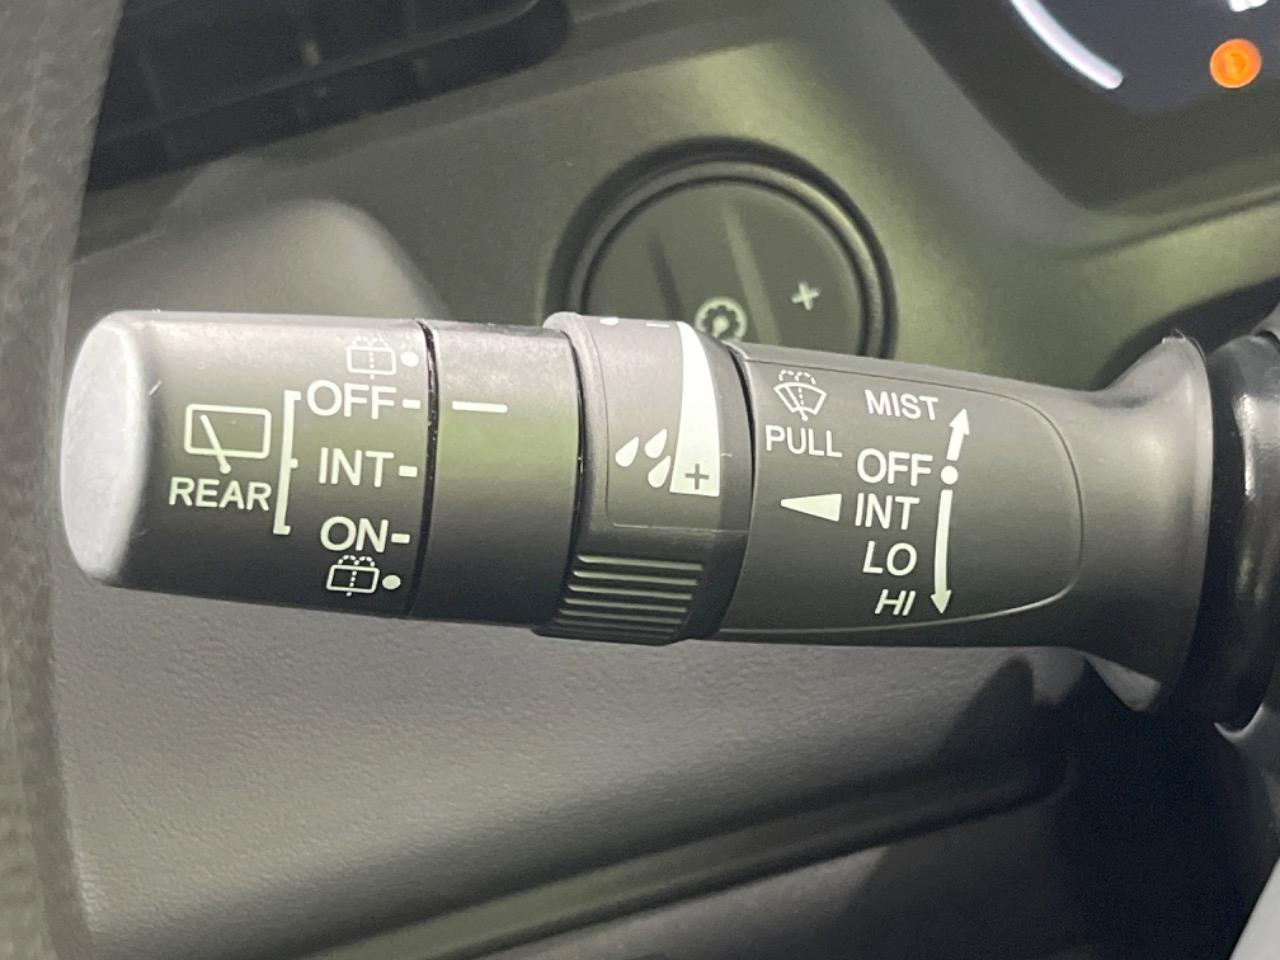 OFF
INT
ON
REAR
+
PULL
MIST
OFF
INT
LO
HI
+